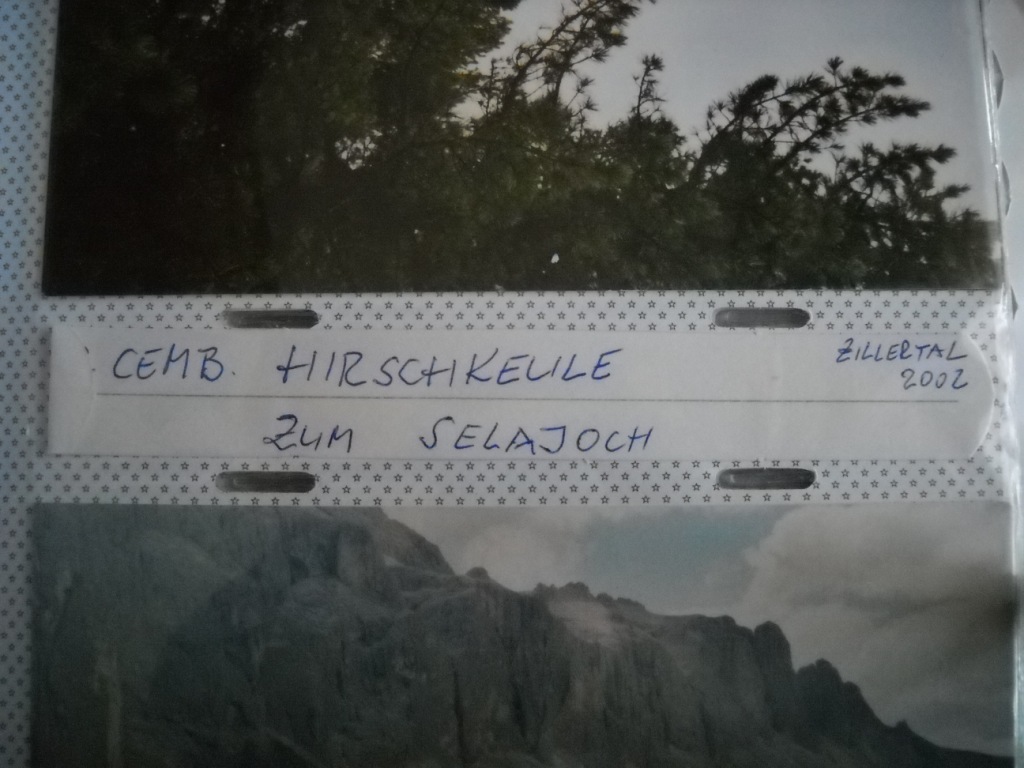 CEMB. HIRSCHKEULE
ZILLERTAL
2002
ZUM SELAJOCH